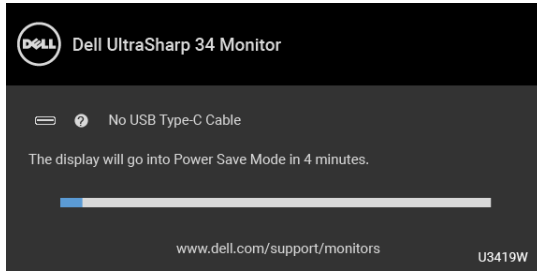 DELL Dell UltraSharp 34 Monitor
? No USB Type-C Cable
The display will go into Power Save Mode in 4 minutes.
www.dell.com/support/monitors
U3419W